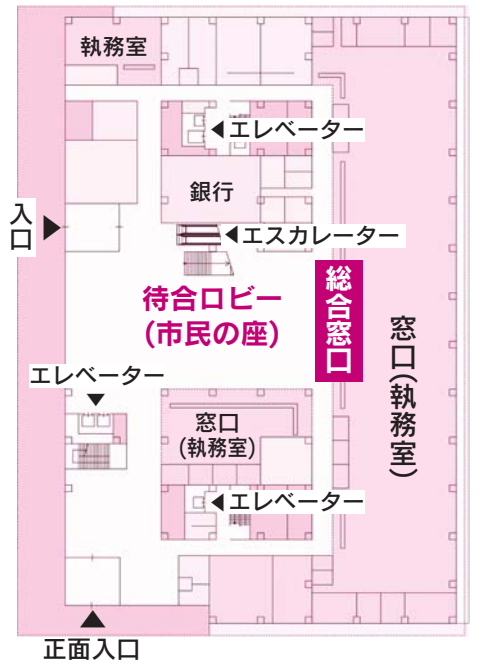 執務室
◀エレベーター
銀行
入口▶
◀エスカレーター
待合ロビー
(市民の座)
総合窓口
窓口(執務室)
エレベーター
▼
窓口
(執務室)
◀エレベーター
▲
正面入口